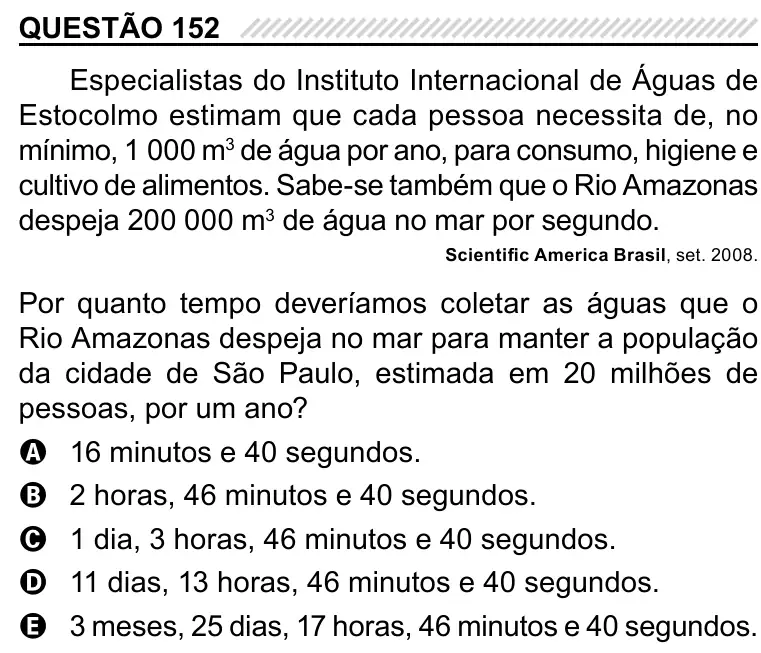 QUESTÃO 152
Especialistas do Instituto Internacional de Águas de
Estocolmo estimam que cada pessoa necessita de, no
mínimo, 1 000 m³ de água por ano, para consumo, higiene e
cultivo de alimentos. Sabe-se também que o Rio Amazonas
despeja 200 000 m³ de água no mar por segundo.
Scientific America Brasil, set. 2008.
Por quanto tempo deveríamos coletar as águas que o
Rio Amazonas despeja no mar para manter a população
da cidade de São Paulo, estimada em 20 milhões de
pessoas, por um ano?
A 16 minutos e 40 segundos.
B 2 horas, 46 minutos e 40 segundos.
C 1 dia, 3 horas, 46 minutos e 40 segundos.
D 11 dias, 13 horas, 46 minutos e 40 segundos.
E 3 meses, 25 dias, 17 horas, 46 minutos e 40 segundos.